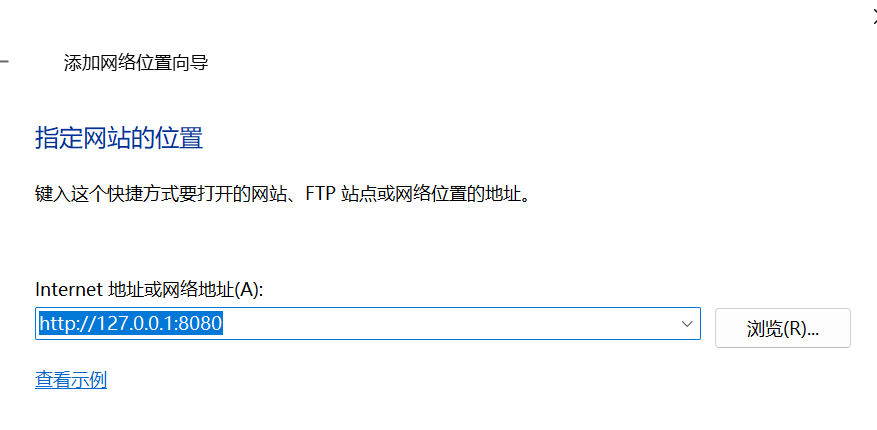 添加网络位置向导
指定网站的位置
键入这个快捷方式要打开的网站、FTP 站点或网络位置的地址。
Internet 地址或网络地址(A):
http://127.0.0.1:8080
浏览(R)...
查看示例